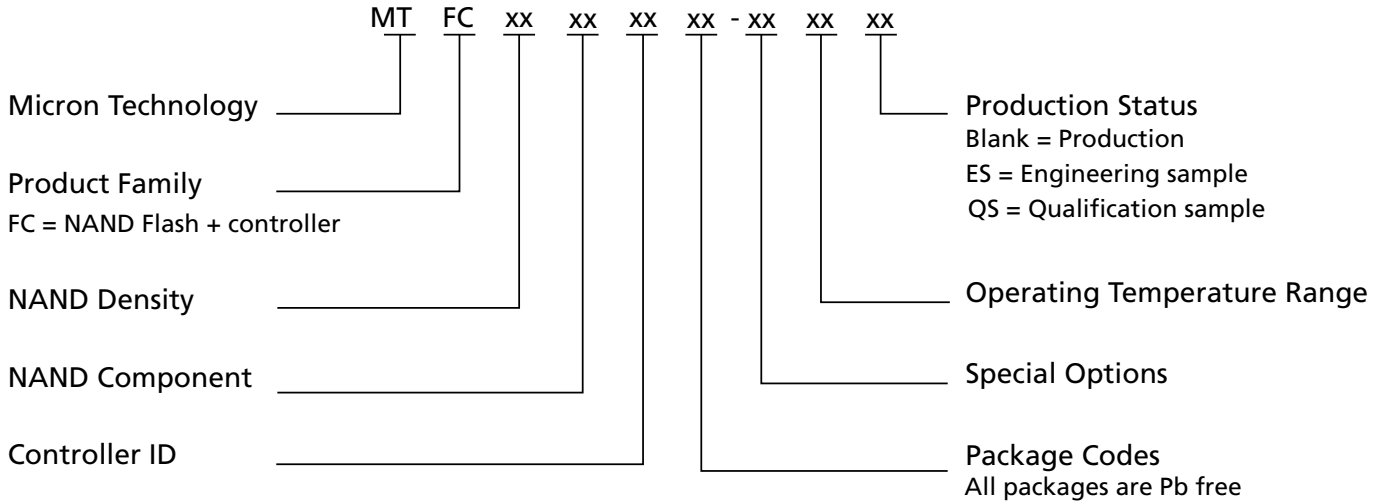 MT FC xx xx xx xx - xx xx xx
Micron Technology
Product Family
FC = NAND Flash + controller
NAND Density
NAND Component
Controller ID
Production Status
Blank = Production
ES = Engineering sample
QS = Qualification sample
Operating Temperature Range
Special Options
Package Codes
All packages are Pb free